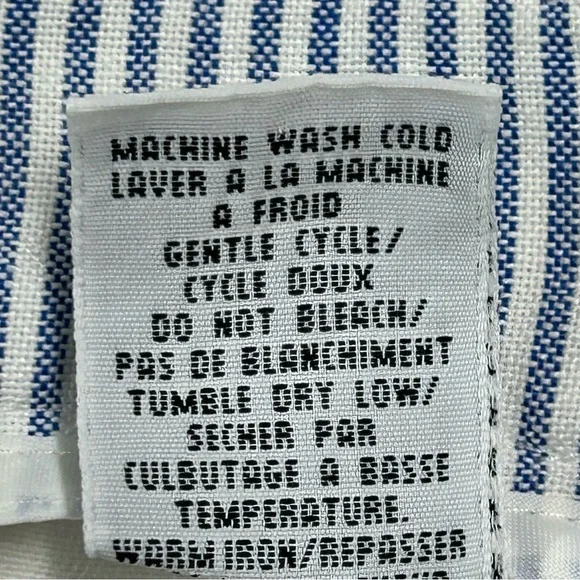 MACHINE WASH COLD
LAVER A LA MACHINE
A FROID
GENTLE CYCLE/
CYCLE DOUX
DO NOT BLEACH/
PAS DE BLANCHIMENT
TUMBLE DRY LOW/
SECHER PAR
CULBUTAGE A BASSE
TEMPERATURE.
WARM IRON/REPASSER